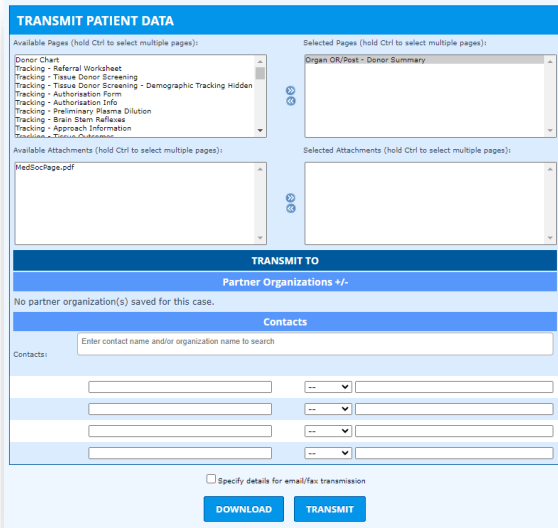 TRANSMIT PATIENT DATA
Available Pages (hold Ctrl to select multiple pages):
Selected Pages (hold Ctrl to select multiple pages):
Donor Chart
Tracking - Referral Worksheet
Tracking - Tissue Donor Screening
Tracking - Tissue Donor Screening - Demographic Tracking Hidden
Tracking - Authorisation Form
Tracking - Authorisation Info
Tracking - Preliminary Plasma Dilution
Tracking - Brain Stem Reflexes
Tracking - Approach Information
Tracking - Tissue Outcomes
Organ OR/Post - Donor Summary
Available Attachments (hold Ctrl to select multiple pages):
Selected Attachments (hold Ctrl to select multiple pages):
MedSocPage.pdf
TRANSMIT TO
Partner Organizations +/-
No partner organization(s) saved for this case.
Contacts
Contacts:
Enter contact name and/or organization name to search
--
--
--
--
Specify details for email/fax transmission
DOWNLOAD
TRANSMIT